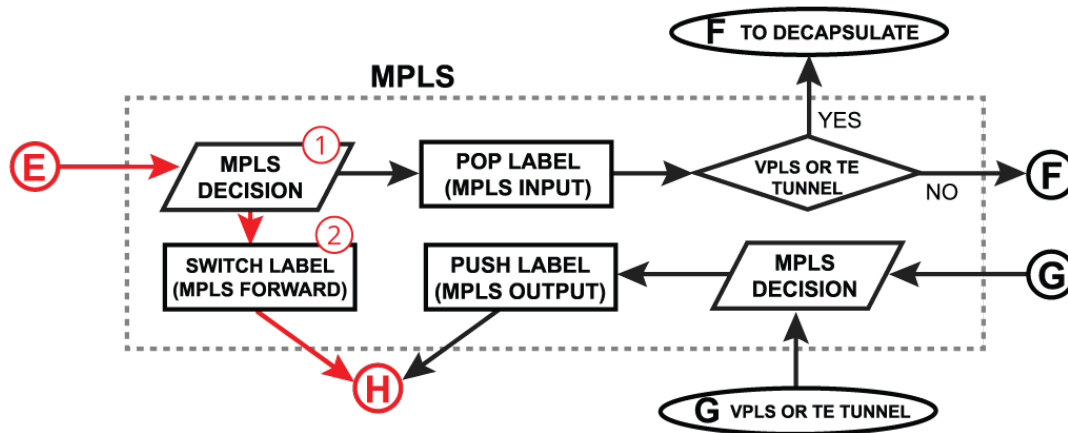 F TO DECAPSULATE
MPLS
YES
E
1
MPLS
DECISION
POP LABEL
(MPLS INPUT)
VPLS OR TE
TUNNEL
NO
F
2
SWITCH LABEL
(MPLS FORWARD)
PUSH LABEL
(MPLS OUTPUT)
MPLS
DECISION
G
H
G VPLS OR TE TUNNEL